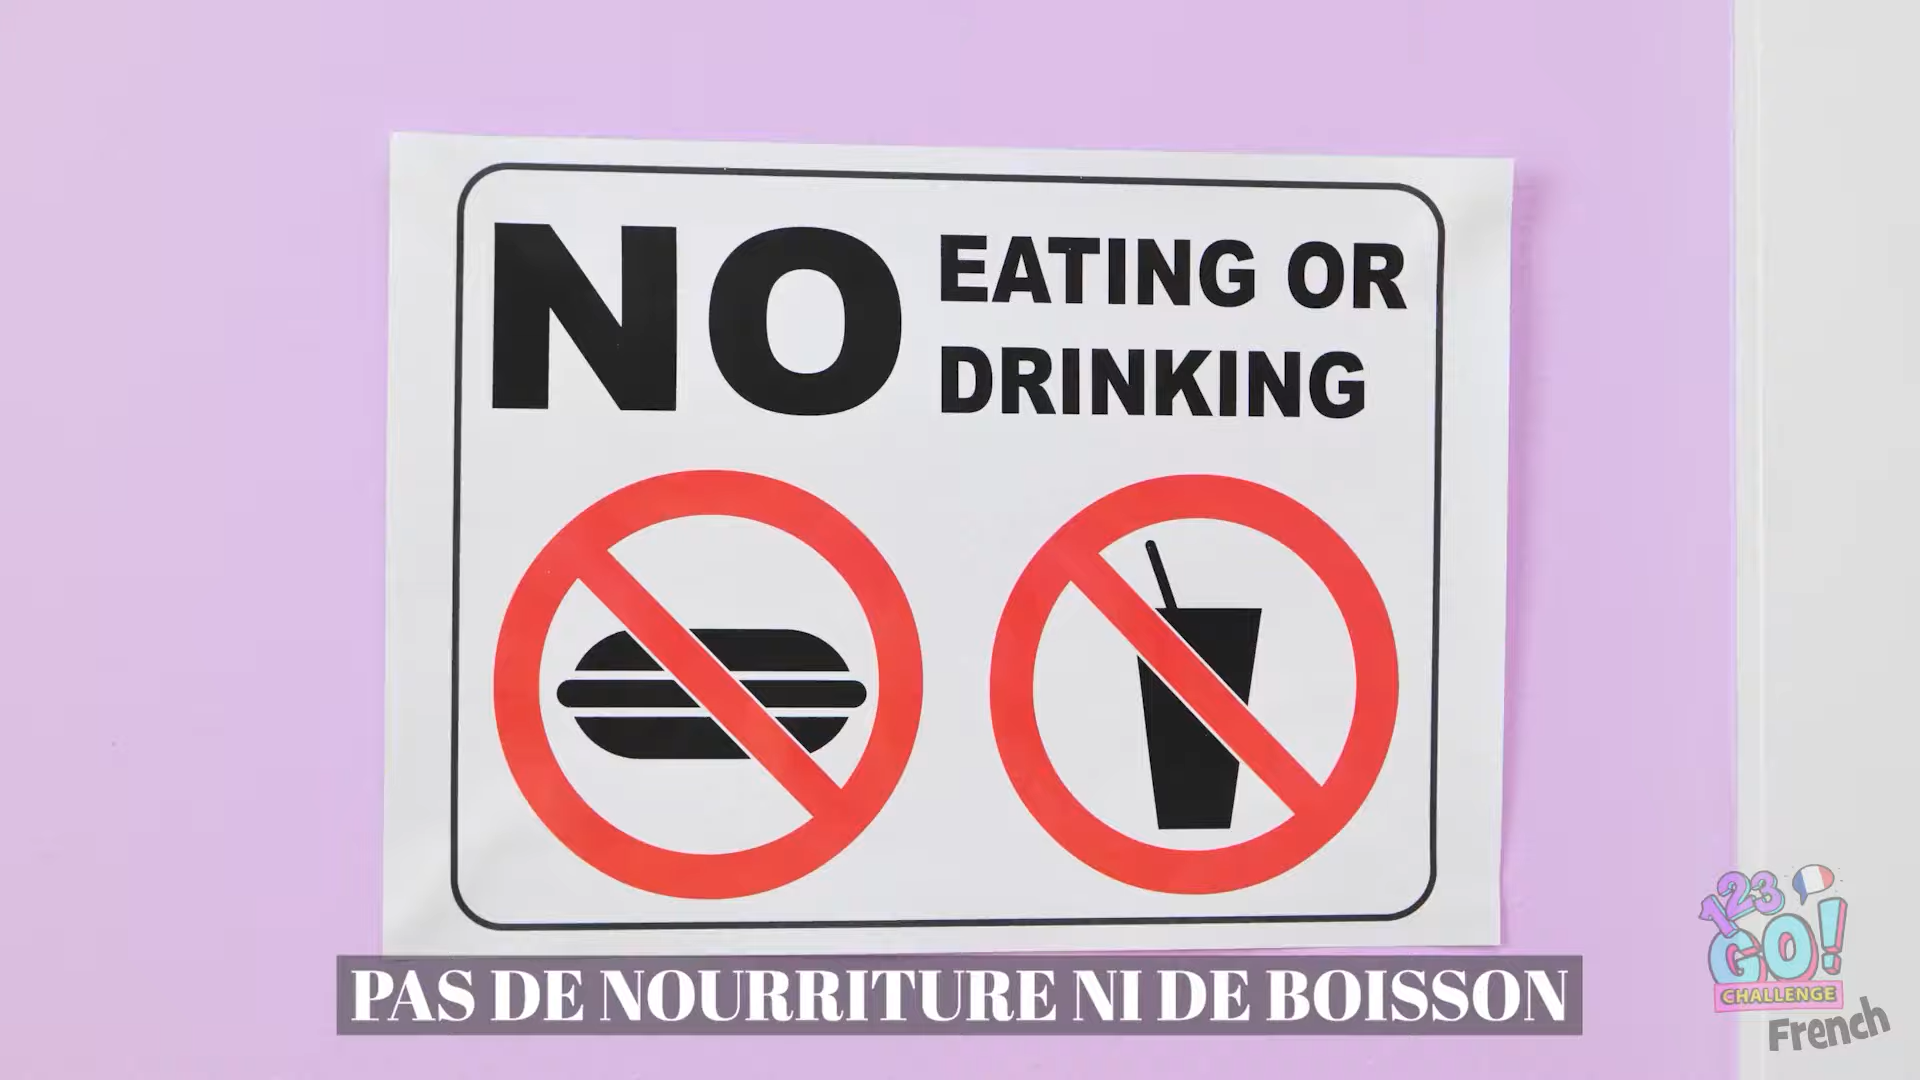 NO EATING OR
DRINKING
PAS DE NOURRITURE NI DE BOISSON
123
GO!
CHALLENGE
French